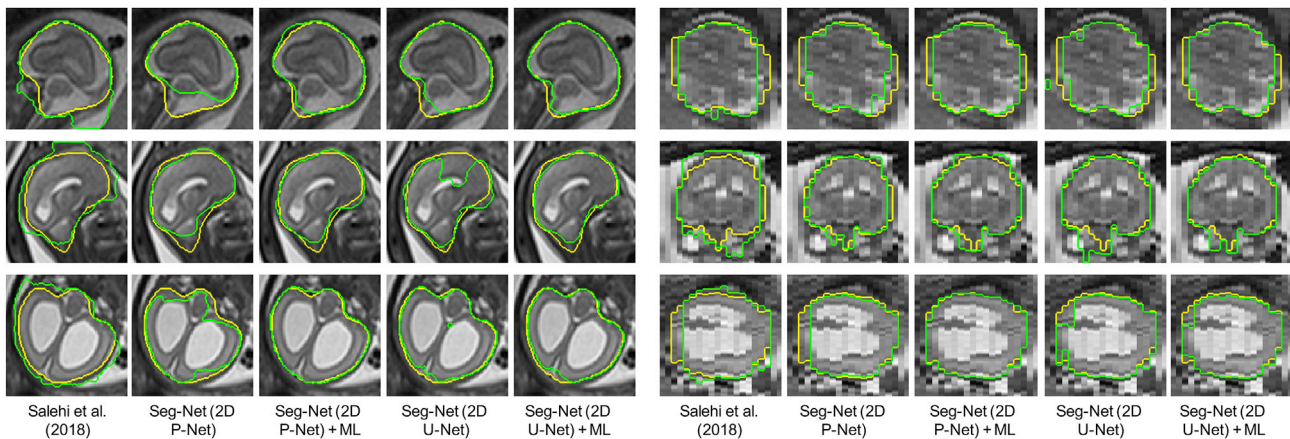 Salehi et al. (2018)
Seg-Net (2D P-Net)
Seg-Net (2D P-Net) + ML
Seg-Net (2D U-Net)
Seg-Net (2D U-Net) + ML
Salehi et al. (2018)
Seg-Net (2D P-Net)
Seg-Net (2D P-Net) + ML
Seg-Net (2D U-Net)
Seg-Net (2D U-Net) + ML